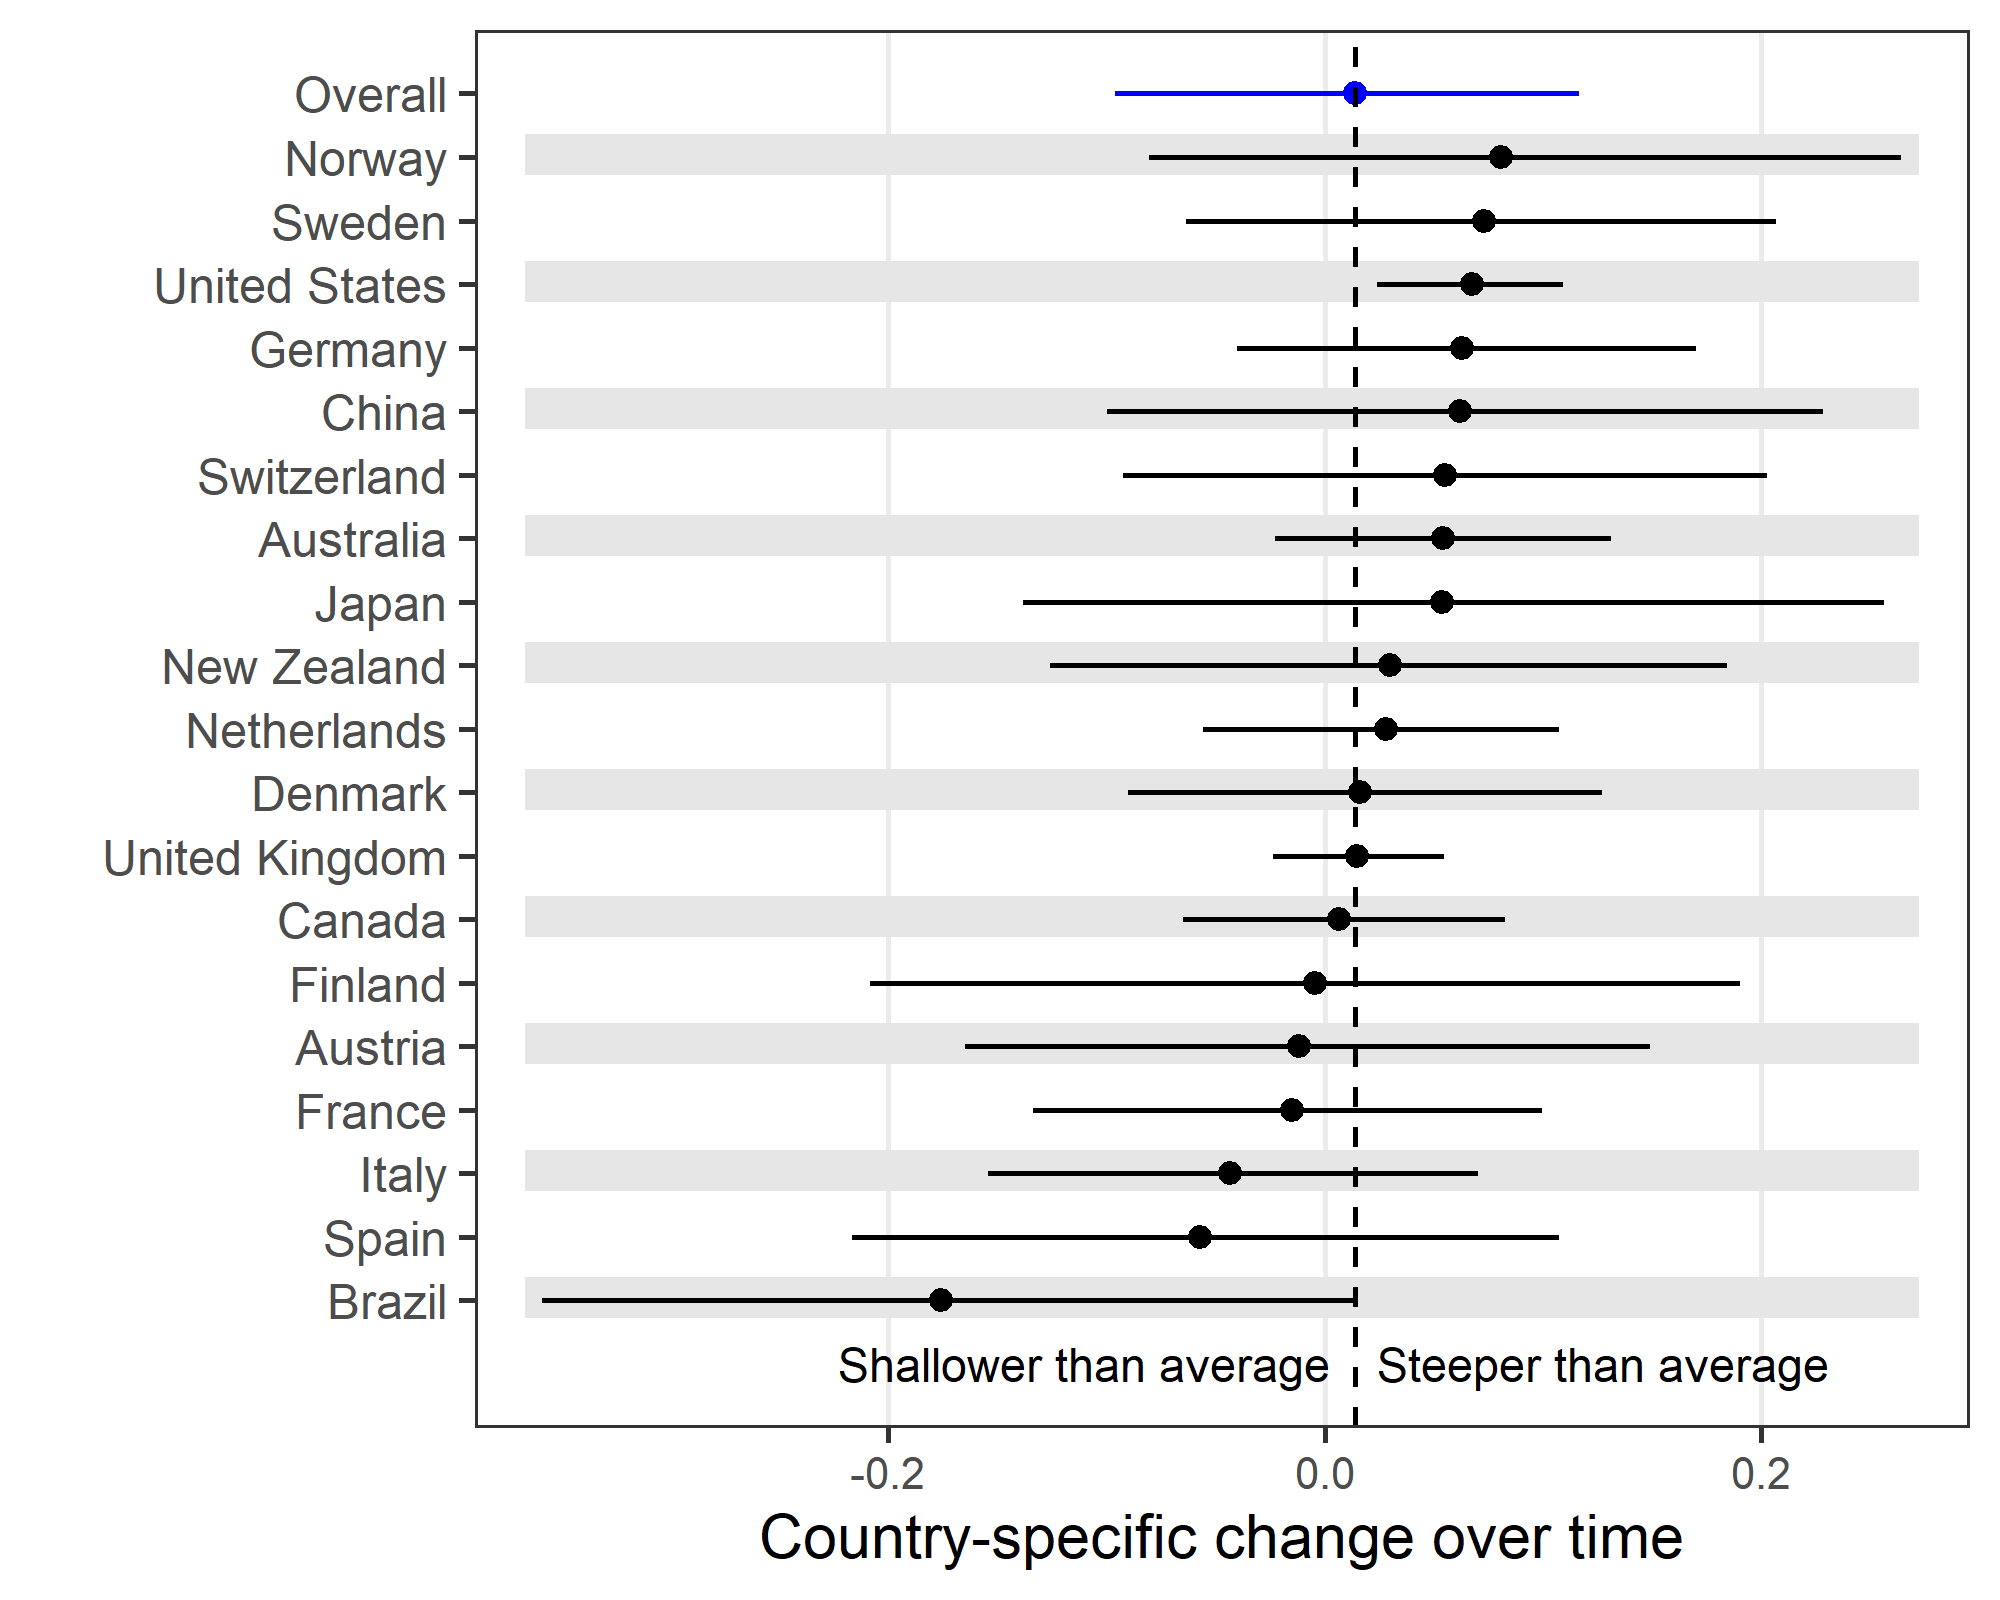 Overall
Norway
Sweden
United States
Germany
China
Switzerland
Australia
Japan
New Zealand
Netherlands
Denmark
United Kingdom
Canada
Finland
Austria
France
Italy
Spain
Brazil
Shallower than average Steeper than average
-0.2 0.0 0.2
Country-specific change over time